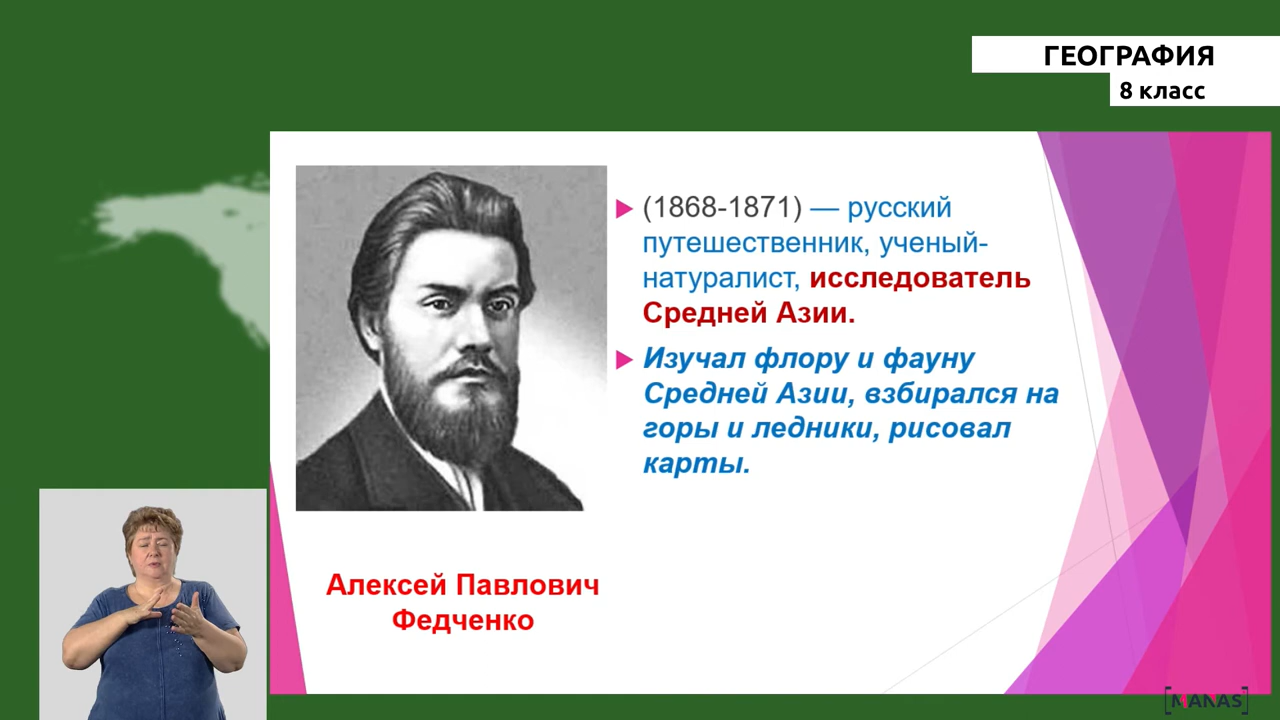 ГЕОГРАФИЯ
8 класс
(1868-1871) — русский
путешественник, ученый-
натуралист, исследователь
Средней Азии.
Изучал флору и фауну
Средней Азии, взбирался на
горы и ледники, рисовал
карты.
Алексей Павлович
Федченко
[MANAS]